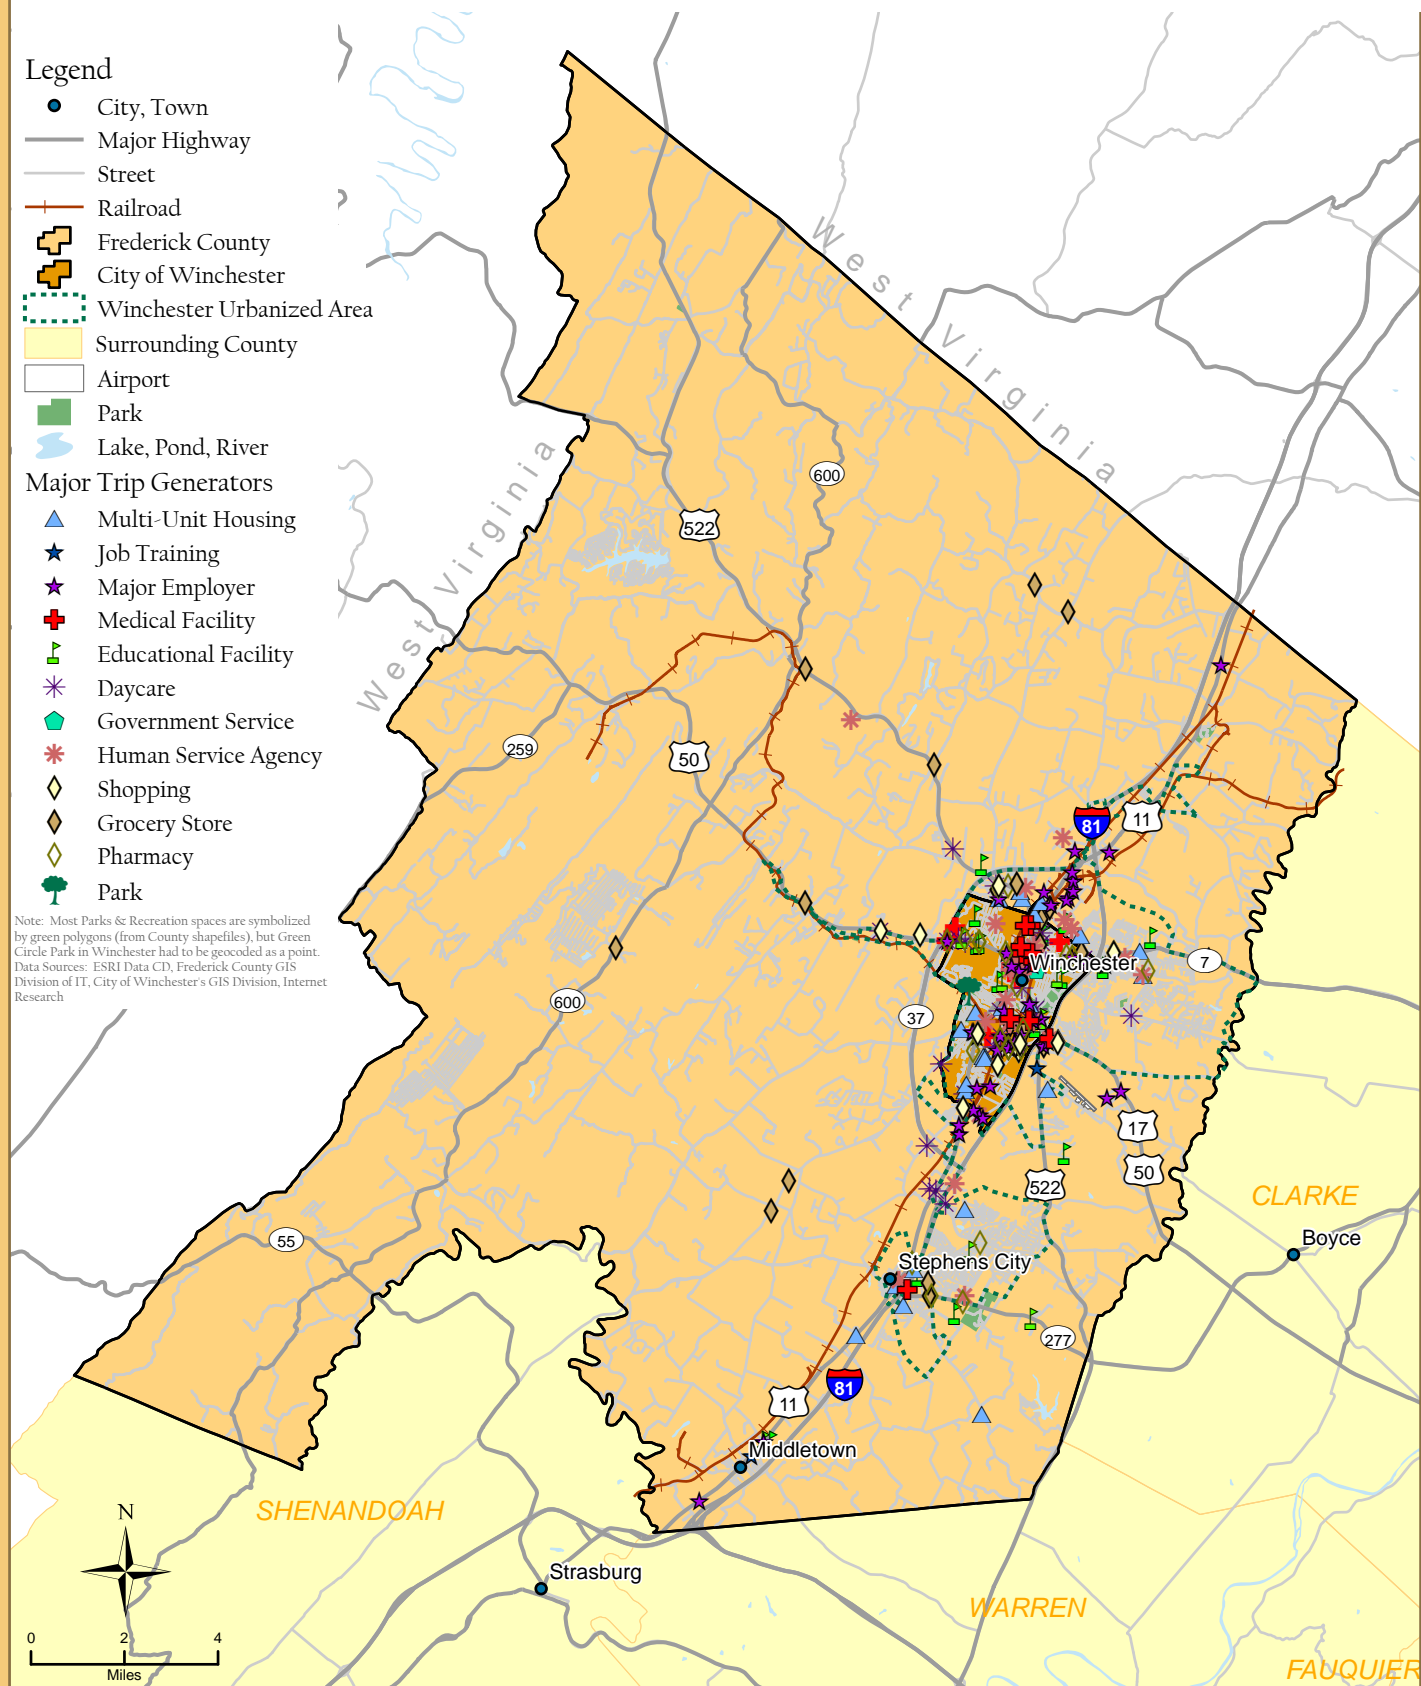 Legend
City, Town
Major Highway
Street
Railroad
Frederick County
City of Winchester
Winchester Urbanized Area
Surrounding County
Airport
Park
Lake, Pond, River
Major Trip Generators
Multi-Unit Housing
Job Training
Major Employer
Medical Facility
Educational Facility
Daycare
Government Service
Human Service Agency
Shopping
Grocery Store
Pharmacy
Park
Note: Most Parks & Recreation spaces are symbolized
by green polygons (from County shapefiles), but Green
Circle Park in Winchester had to be geocoded as a point.
Data Sources: ESRI Data CD, Frederick County GIS
Division of IT, City of Winchester's GIS Division, Internet
Research
West Virginia
West Virginia
600
522
259
50
81
11
Winchester
7
600
37
17
50
522
CLARKE
55
Boyce
Stephens City
277
81
11
Middletown
SHENANDOAH
N
Strasburg
WARREN
0 2 4
Miles
FAUQUIER